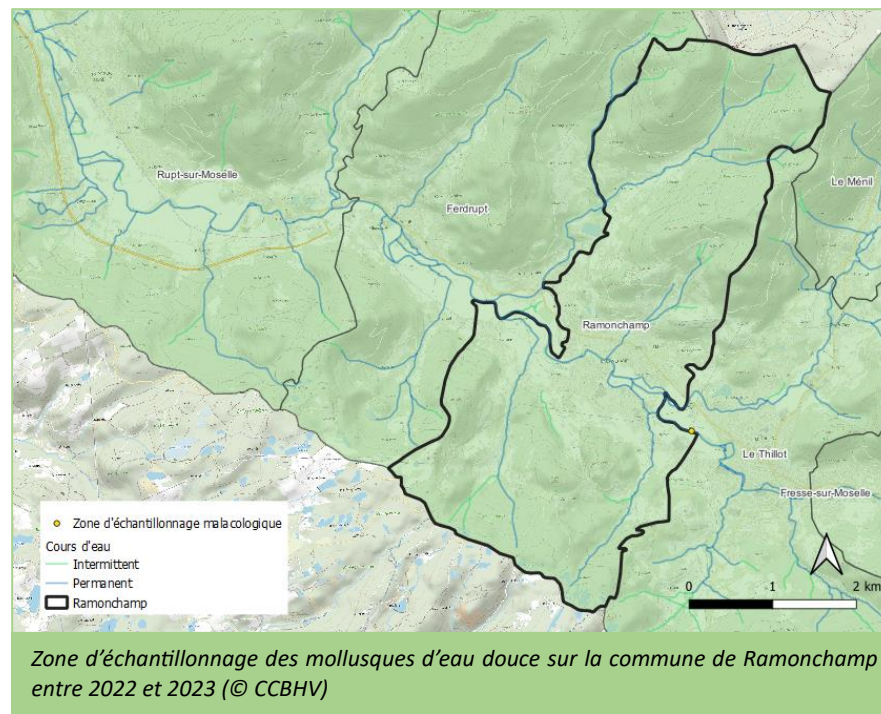 Rupt-sur-Moselle
Ferdrupt
Le Ménil
Ramonchamp
Le Thillot
Fresse-sur-Moselle
Zone d'échantillonnage malacologique
Cours d'eau
Intermittent
Permanent
Ramonchamp
0 1 2 km
Zone d'échantillonnage des mollusques d'eau douce sur la commune de Ramonchamp
entre 2022 et 2023 (© CCBHV)